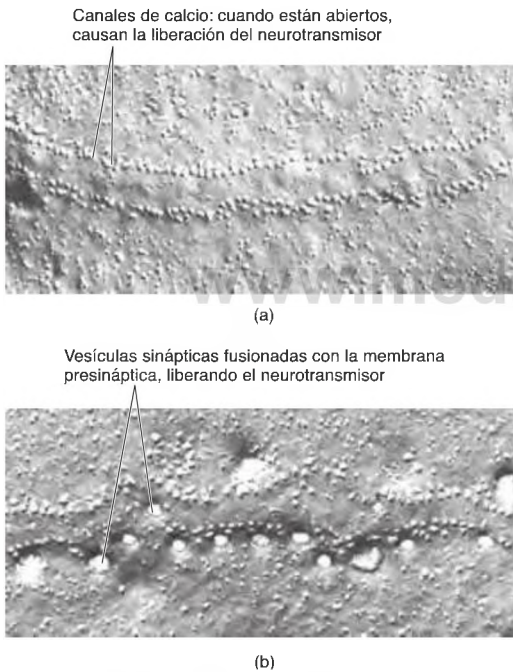 Canales de calcio: cuando están abiertos,
causan la liberación del neurotransmisor
(a)
Vesículas sinápticas fusionadas con la membrana
presináptica, liberando el neurotransmisor
(b)